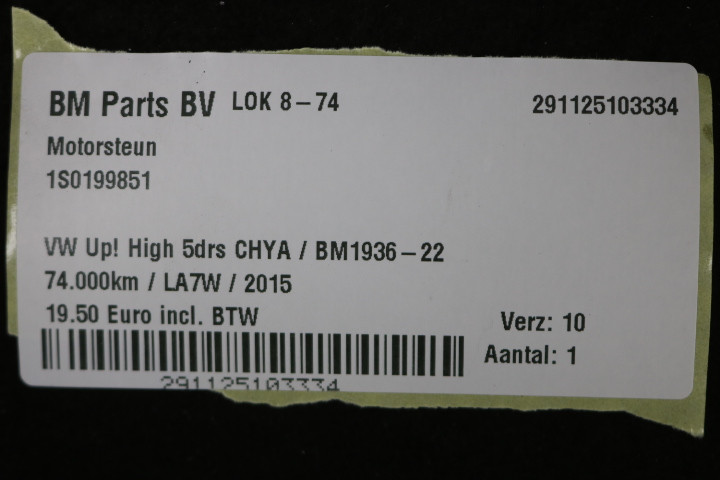 BM Parts BV LOK 8-74 291125103334
Motorsteun
1S0199851
VW Up! High 5drs CHYA / BM1936-22
74.000km / LA7W / 2015
19.50 Euro incl. BTW Verz: 10
Aantal: 1
291125103334